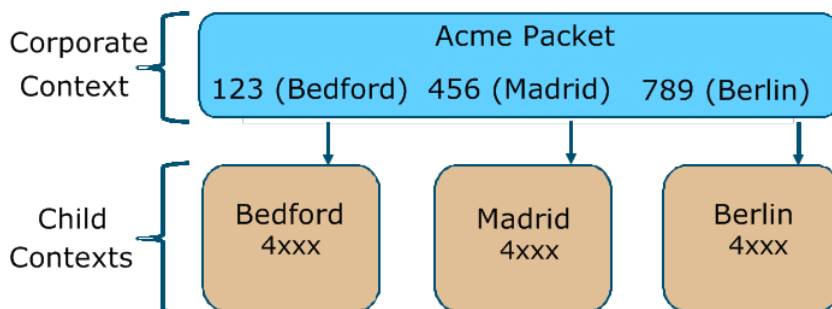 Corporate
Context
Acme Packet
123 (Bedford) 456 (Madrid) 789 (Berlin)
Child
Contexts
Bedford
4xxx
Madrid
4xxx
Berlin
4xxx